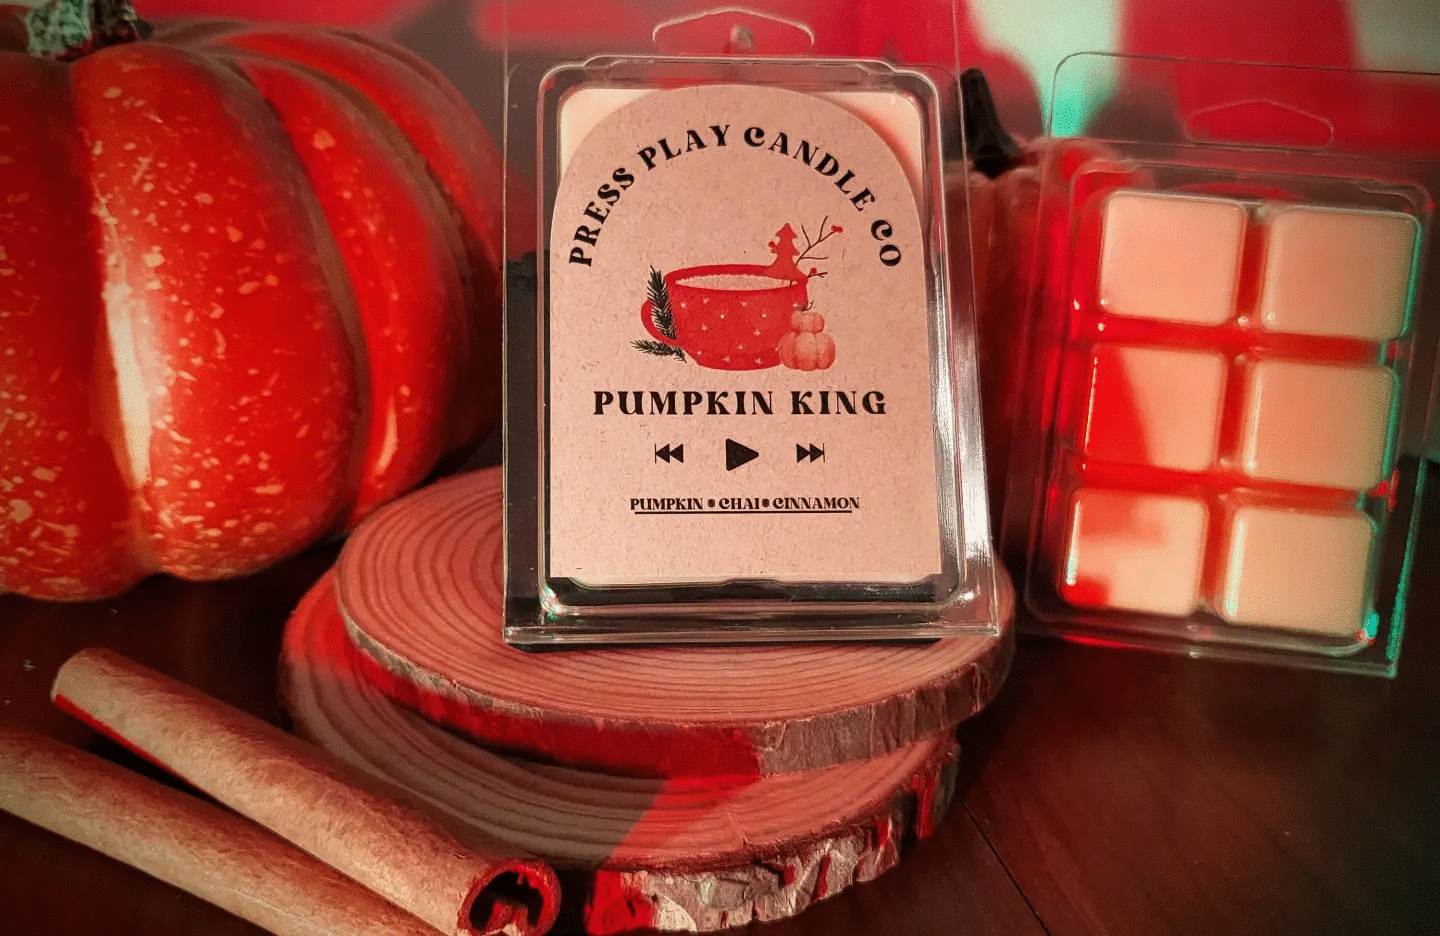 PRESS PLAY CANDLE CO
PUMPKIN KING
PUMPKIN * CHAI * CINNAMON